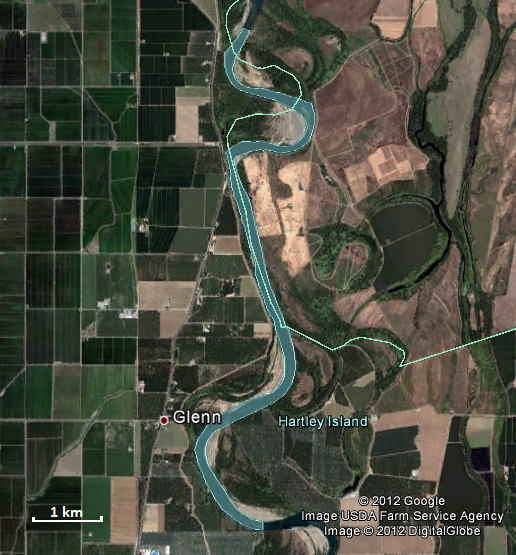 Glenn
Hartley Island
1 km
© 2012 Google
Image USDA Farm Service Agency
Image © 2012 DigitalGlobe